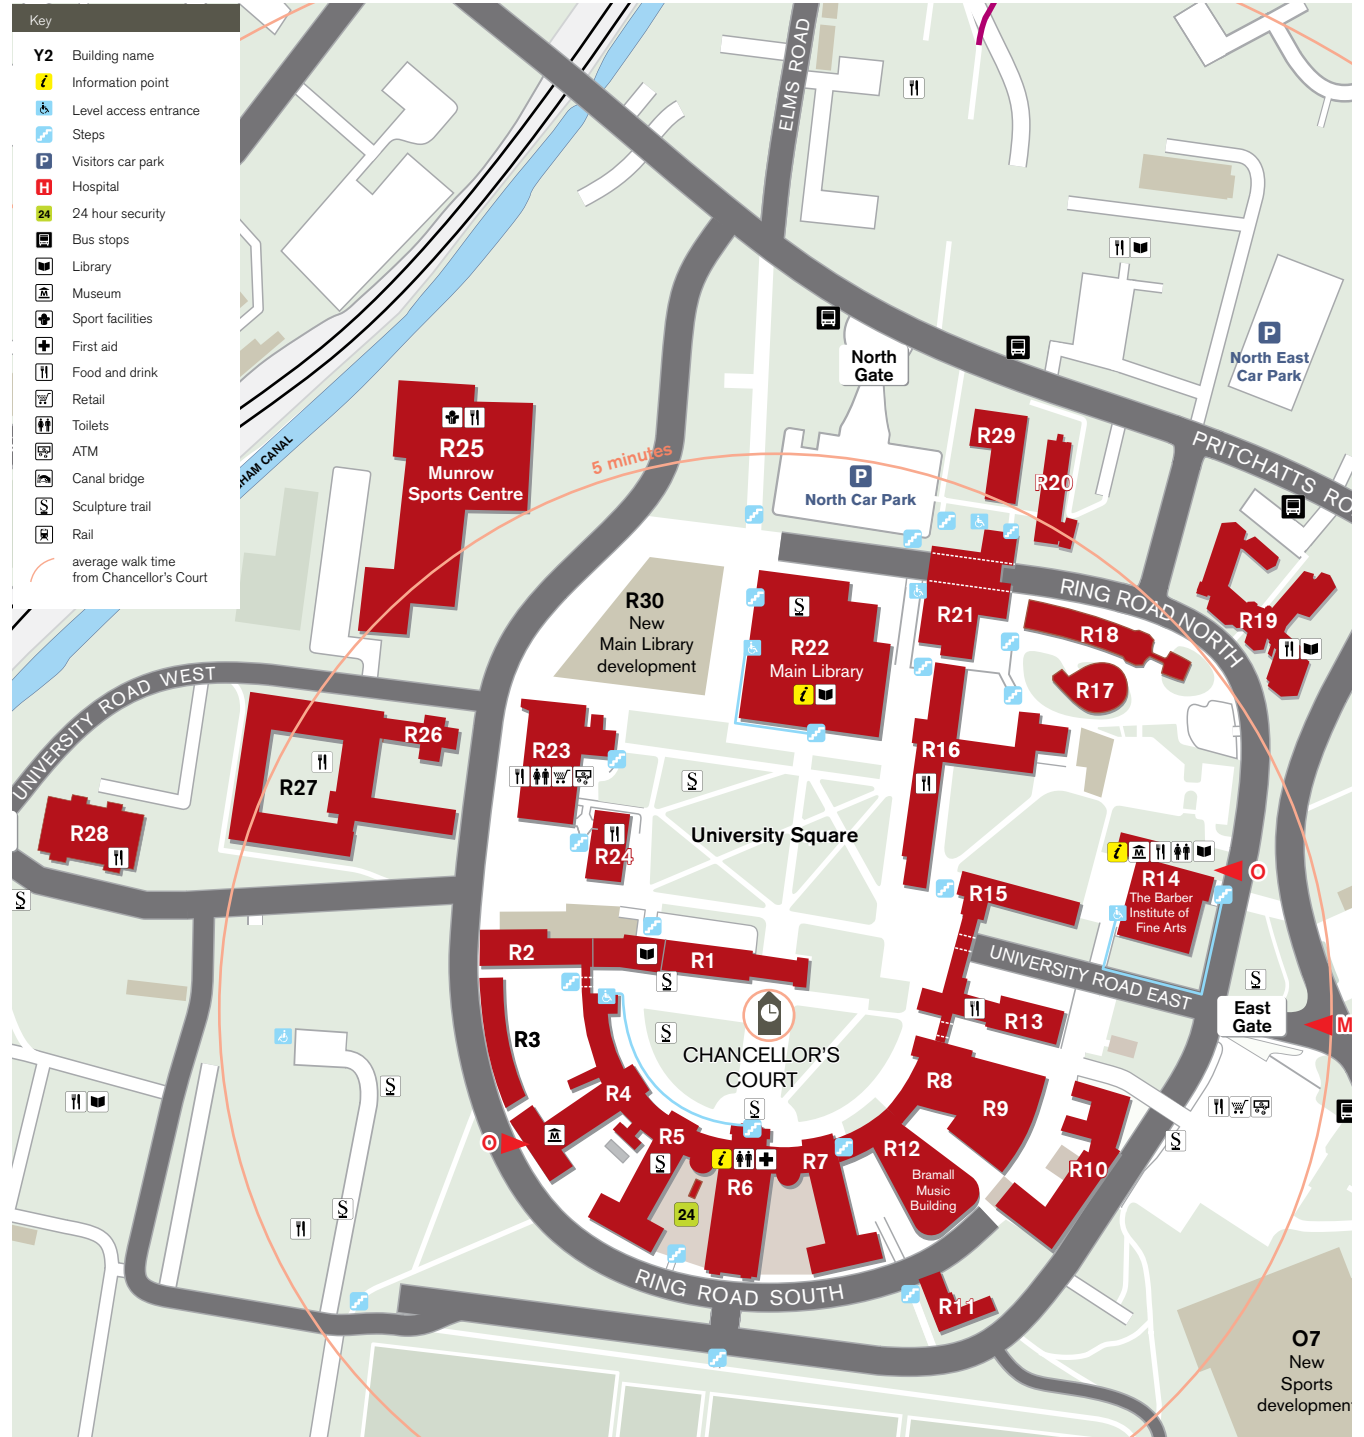 Key
Y2 Building name
i Information point
Level access entrance
Steps
P Visitors car park
H Hospital
24 24 hour security
Bus stops
Library
M Museum
Sport facilities
First aid
Food and drink
Retail
Toilets
ATM
Canal bridge
S Sculpture trail
Rail
average walk time
from Chancellor's Court
ELMS ROAD
North
Gate
P
North East
Car Park
PRITCHATTS RO
HAM CANAL
R25
Munrow
Sports Centre
5 minutes
P
North Car Park
R29
R20
R30
New
Main Library
development
S
R22
Main Library
i
R21
RING ROAD NORTH
R18
R17
R19
UNIVERSITY ROAD WEST
R26
R27
R28
R23
R24
S
University Square
R16
R15
i M
R14
The Barber
Institute of
Fine Arts
O
S
R2
R1
S
UNIVERSITY ROAD EAST
S
East
Gate
M
R3
S
CHANCELLOR'S
COURT
R13
R8
R9
R4
S
S
O
M
R5
S
i
R6
R7
R12
Bramall
Music
Building
R10
S
24
S
RING ROAD SOUTH
R11
O7
New
Sports
development